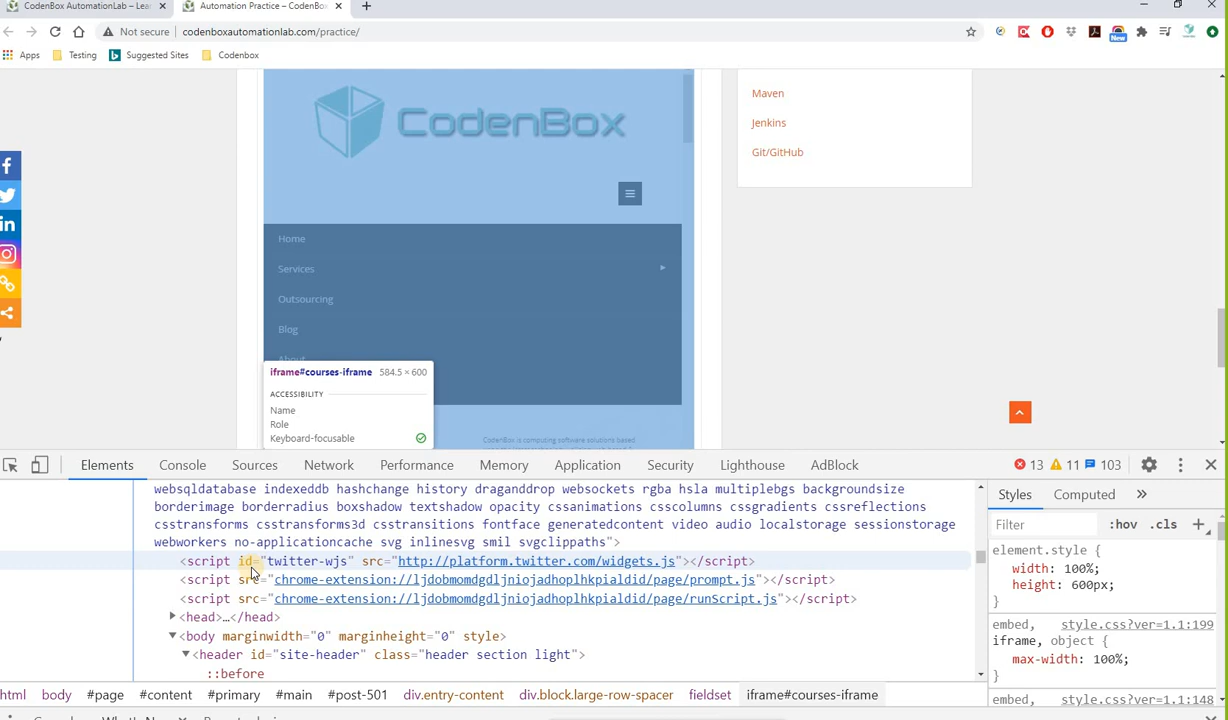 CodenBox AutomationLab – Lea
Automation Practice – CodenBo
Not secure
codenboxautomationlab.com/practice/
New
Apps
Testing
Suggested Sites
Codenbox
CodenBox
Home
Services
Outsourcing
Blog
About
Maven
Jenkins
Git/GitHub
iframe#courses-iframe 584.5 × 600
ACCESSIBILITY
Name
Role
Keyboard-focusable
CodenBox is computing software solutions based
Elements Console Sources Network Performance Memory Application Security Lighthouse AdBlock 13 11 103
websqldatabase indexeddb hashchange history draganddrop websockets rgba hsla multiplebgs backgroundsize
borderimage borderradius boxshadow textshadow opacity cssanimations csscolumns cssgradients cssreflections
csstransforms csstransforms3d csstransitions fontface generatedcontent video audio localstorage sessionstorage
webworkers no-applicationcache svg inlinesvg smil svgclippaths">
<script id="twitter-wjs" src="http://platform.twitter.com/widgets.js"></script>
<script src="chrome-extension://ljdobmomdgdljniojadhoplhkpialdid/page/prompt.js"></script>
<script src="chrome-extension://ljdobmomdgdljniojadhoplhkpialdid/page/runScript.js"></script>
<head>…</head>
<body marginwidth="0" marginheight="0" style>
<header id="site-header" class="header section light">
::before
html body #page #content #primary #main #post-501 div.entry-content div.block.large-row-spacer fieldset iframe#courses-iframe
Styles Computed »
Filter :hov .cls +
element.style {
width: 100%;
height: 600px;
}
embed, style.css?ver=1.1:199
iframe, object {
max-width: 100%;
}
embed, style.css?ver=1.1:148